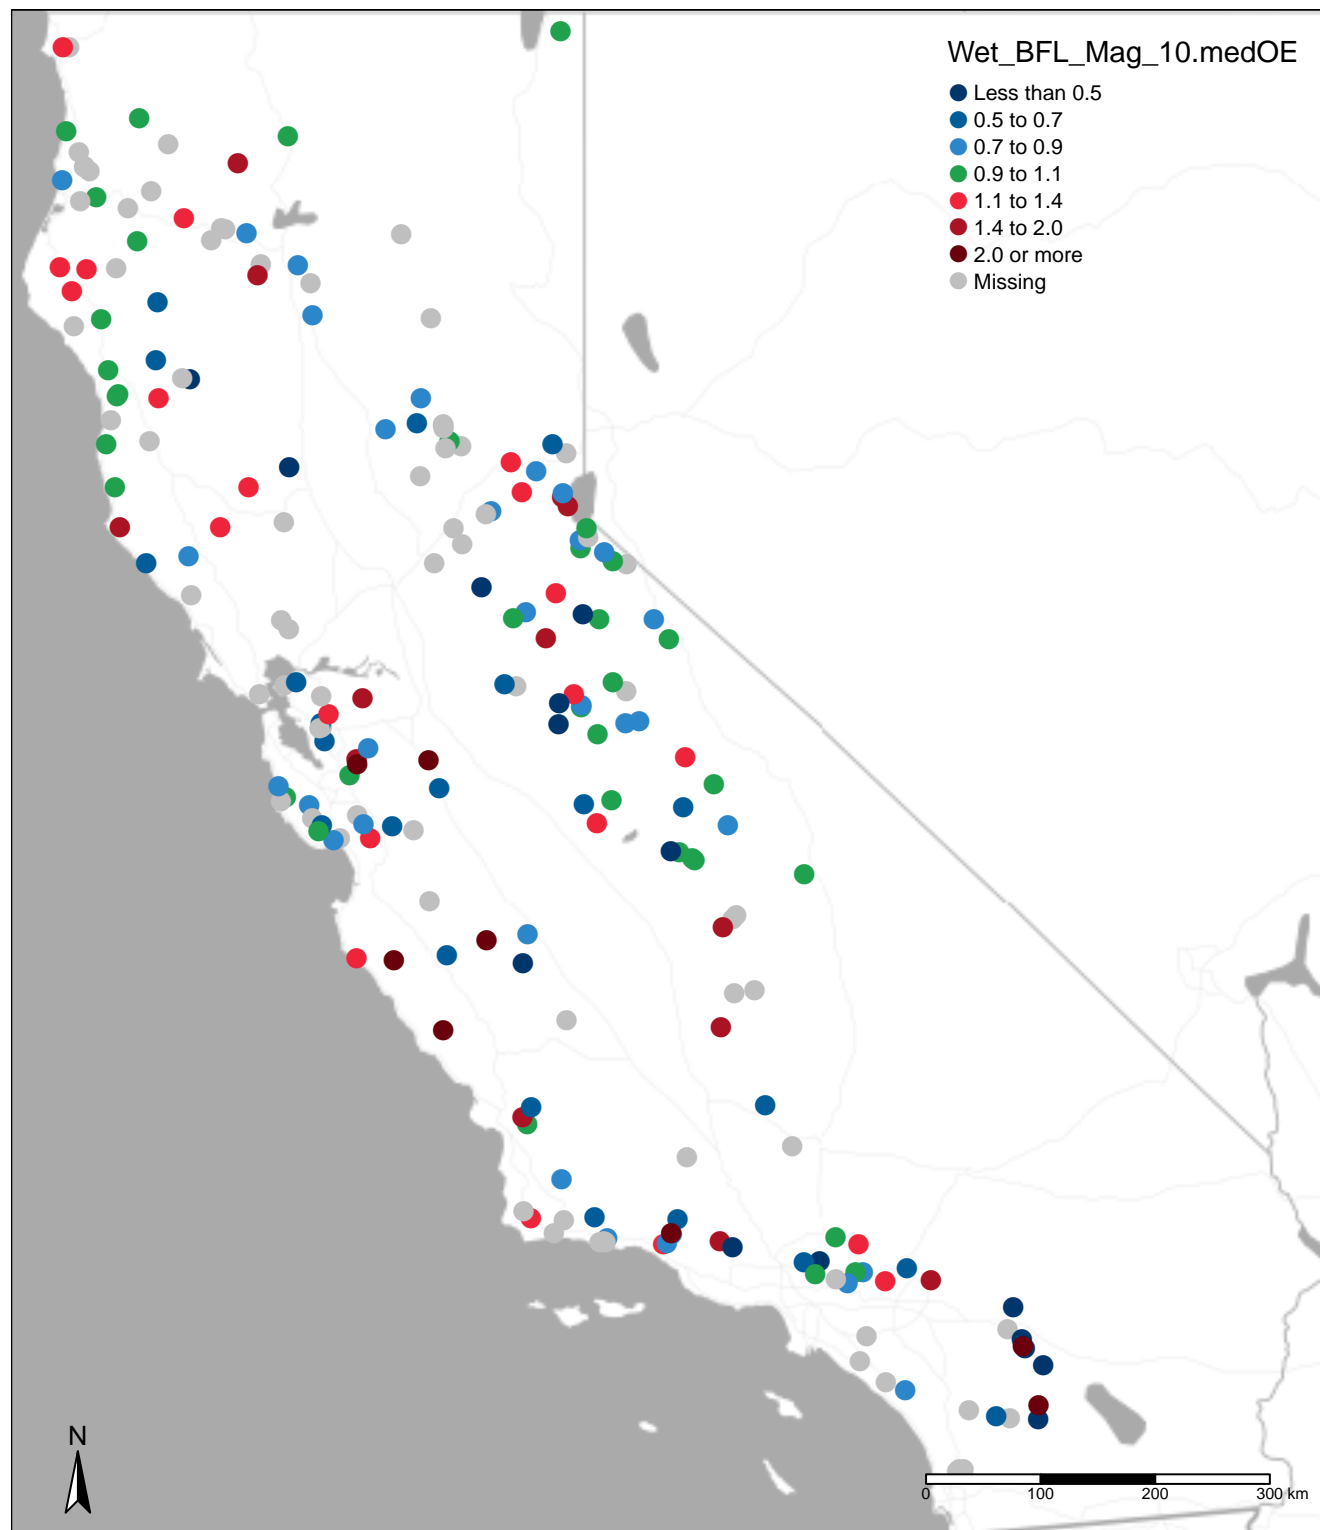 Wet_BFL_Mag_10.medOE
Less than 0.5
0.5 to 0.7
0.7 to 0.9
0.9 to 1.1
1.1 to 1.4
1.4 to 2.0
2.0 or more
Missing
N
0 100 200 300 km